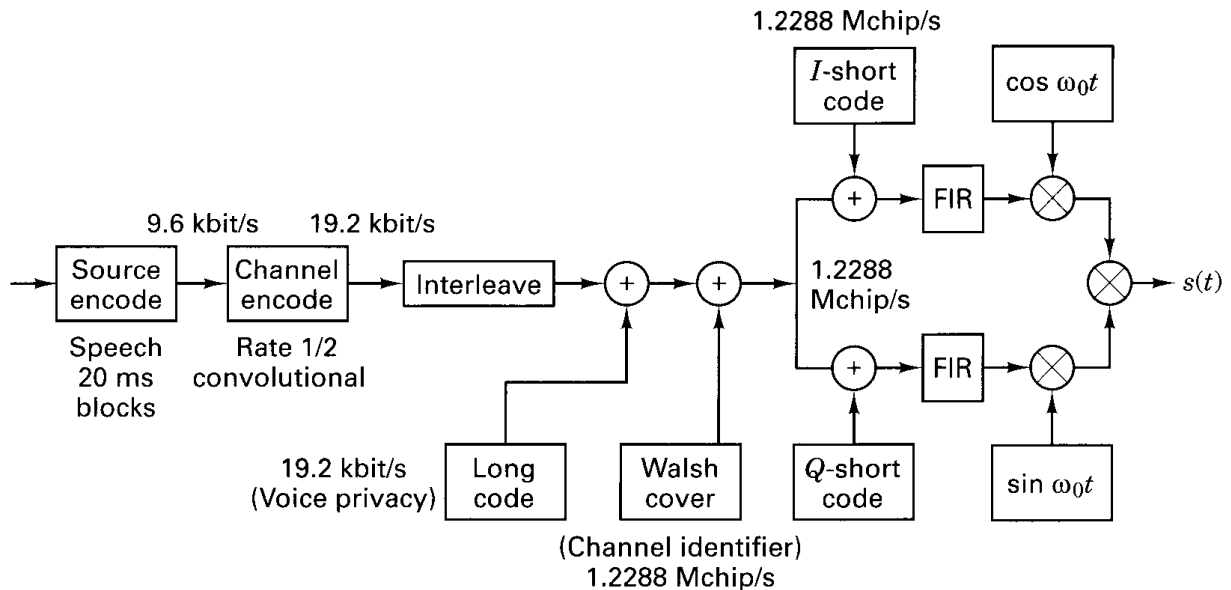 1.2288 Mchip/s
I-short
code
cos ω₀t
+
FIR
9.6 kbit/s
19.2 kbit/s
Source
encode
Channel
encode
Interleave
+
+
1.2288
Mchip/s
s(t)
Speech
20 ms
blocks
Rate 1/2
convolutional
+
FIR
19.2 kbit/s
(Voice privacy)
Long
code
Walsh
cover
Q-short
code
sin ω₀t
(Channel identifier)
1.2288 Mchip/s